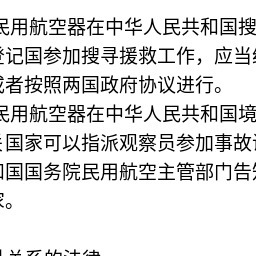 民用航空器在中华人民共和国搜
登记国参加搜寻援救工作，应当经
或者按照两国政府协议进行。
民用航空器在中华人民共和国境
国家可以指派观察员参加事故调
和国国务院民用航空主管部门告知
家。
关系的法律